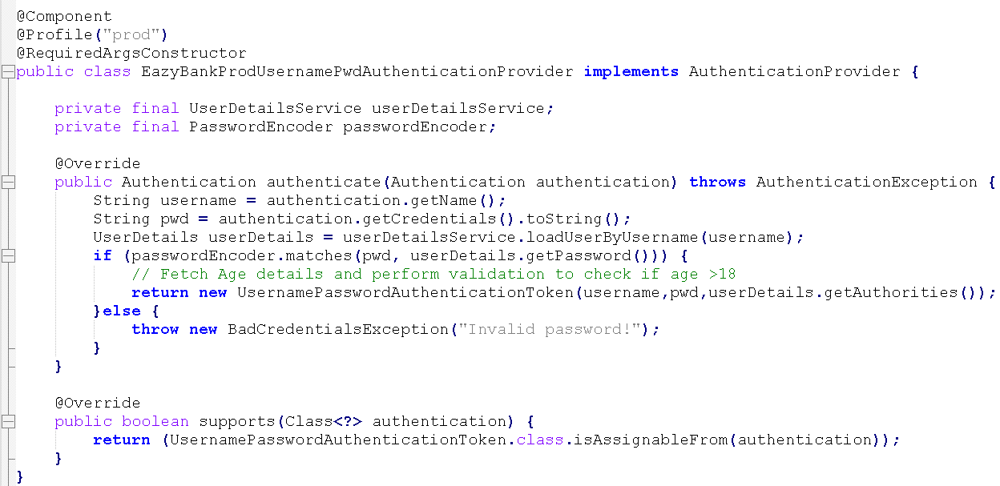 @Component
@Profile("prod")
@RequiredArgsConstructor
public class EazyBankProdUsernamePwdAuthenticationProvider implements AuthenticationProvider {
private final UserDetailsService userDetailsService;
private final PasswordEncoder passwordEncoder;
@Override
public Authentication authenticate(Authentication authentication) throws AuthenticationException {
String username = authentication.getName();
String pwd = authentication.getCredentials().toString();
UserDetails userDetails = userDetailsService.loadUserByUsername(username);
if (passwordEncoder.matches(pwd, userDetails.getPassword())) {
// Fetch Age details and perform validation to check if age >18
return new UsernamePasswordAuthenticationToken(username,pwd,userDetails.getAuthorities());
}else {
throw new BadCredentialsException("Invalid password!");
}
}
@Override
public boolean supports(Class<?> authentication) {
return (UsernamePasswordAuthenticationToken.class.isAssignableFrom(authentication));
}
}